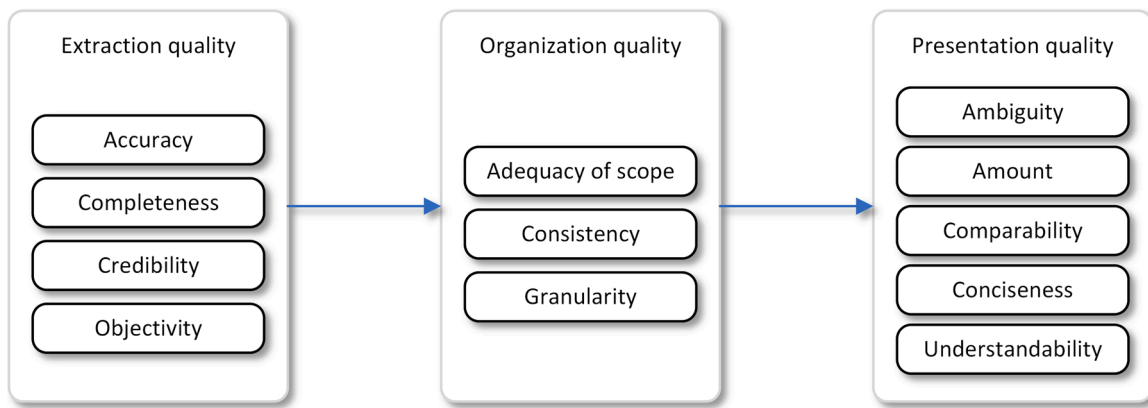 Extraction quality
Accuracy
Completeness
Credibility
Objectivity
Organization quality
Adequacy of scope
Consistency
Granularity
Presentation quality
Ambiguity
Amount
Comparability
Conciseness
Understandability